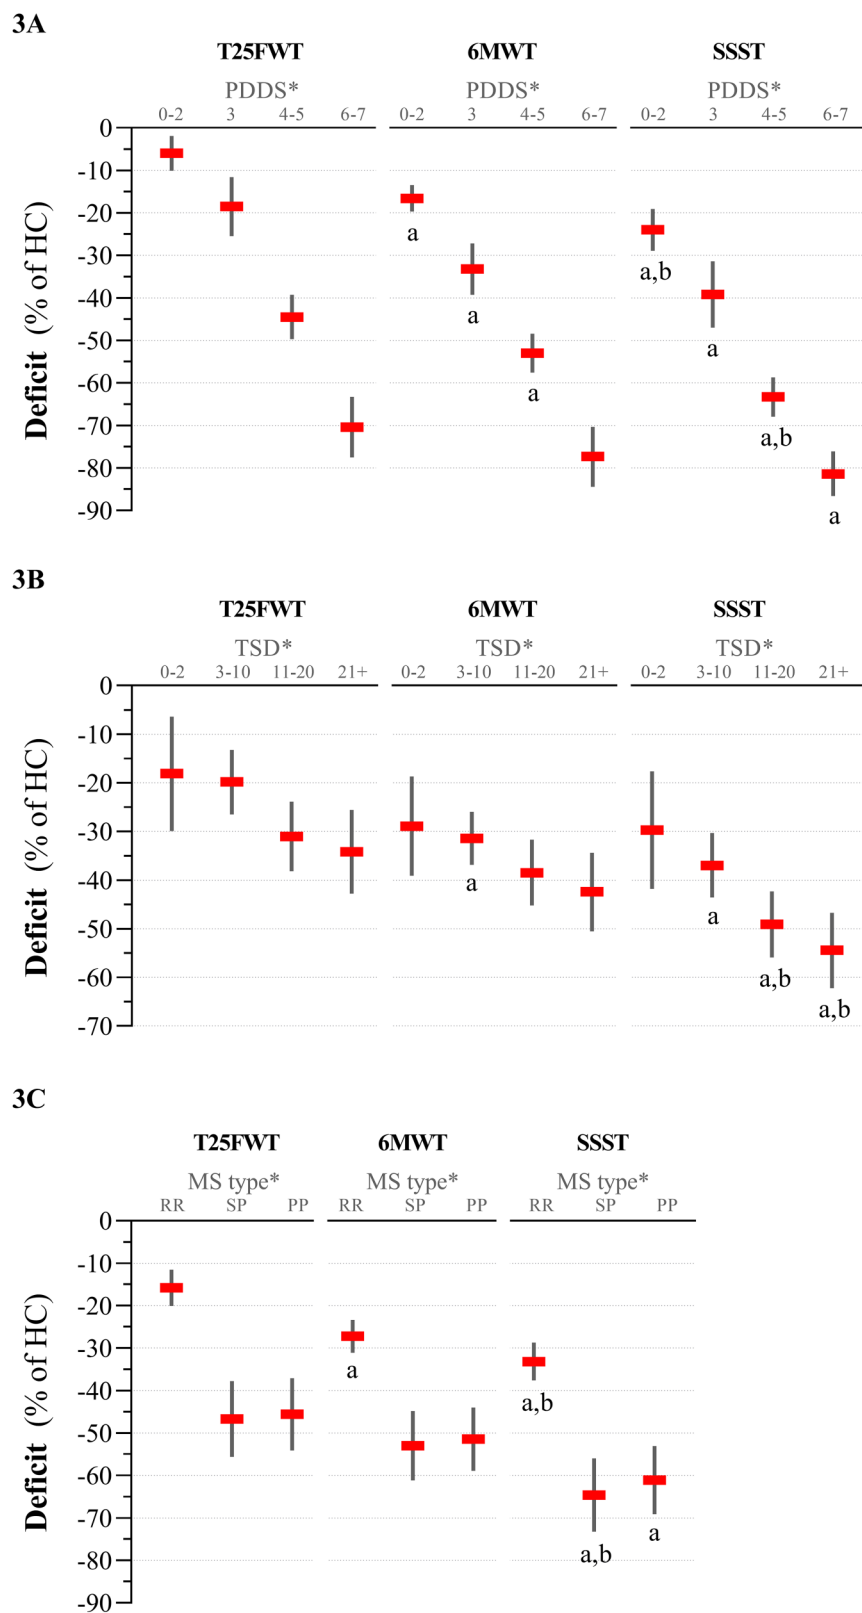 3A
T25FWT 6MWT SSST
PDDS* PDDS* PDDS*
0-2 3 4-5 6-7 0-2 3 4-5 6-7 0-2 3 4-5 6-7
Deficit (% of HC)
0
-10
-20
-30
-40
-50
-60
-70
-80
-90
a
a
a
a,b
a
a,b
a
3B
T25FWT 6MWT SSST
TSD* TSD* TSD*
0-2 3-10 11-20 21+ 0-2 3-10 11-20 21+ 0-2 3-10 11-20 21+
Deficit (% of HC)
0
-10
-20
-30
-40
-50
-60
-70
a
a
a,b
a,b
3C
T25FWT 6MWT SSST
MS type* MS type* MS type*
RR SP PP RR SP PP RR SP PP
Deficit (% of HC)
0
-10
-20
-30
-40
-50
-60
-70
-80
-90
a
a,b
a,b
a